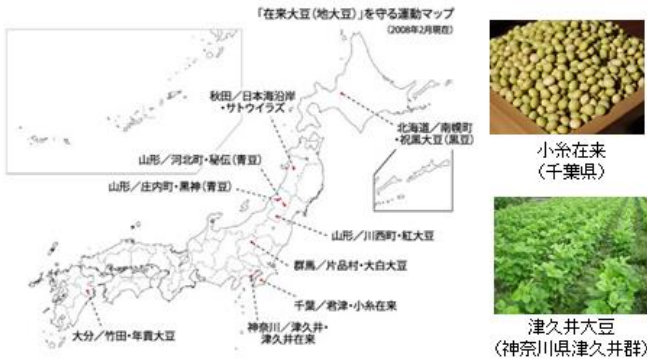 「在来大豆(地大豆)」を守る運動マップ
(2008年2月現在)
秋田／日本海沿岸
・サトウイラズ
北海道／南幌町
・祝黒大豆(黒豆)
山形／河北町・秘伝(青豆)
山形／庄内町・黒神(青豆)
山形／川西町・紅大豆
群馬／片品村・大白大豆
千葉／君津・小糸在来
神奈川／津久井・
津久井在来
大分／竹田・年貢大豆
小糸在来
(千葉県)
津久井大豆
(神奈川県津久井群)